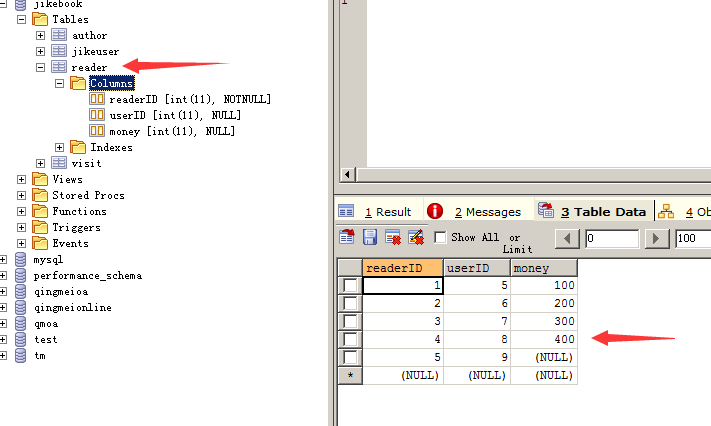 jikebook
Tables
author
jikeuser
reader
Columns
readerID [int(11), NOTNULL]
userID [int(11), NULL]
money [int(11), NULL]
Indexes
visit
Views
Stored Procs
Functions
Triggers
Events
mysql
performance_schema
qingmeioa
qingmeionline
qmoa
test
tm
1
1 Result
2 Messages
3 Table Data
4 Ob
Show All or Limit
0
100
readerID userID money
1 5 100
2 6 200
3 7 300
4 8 400
5 9 (NULL)
* (NULL) (NULL) (NULL)